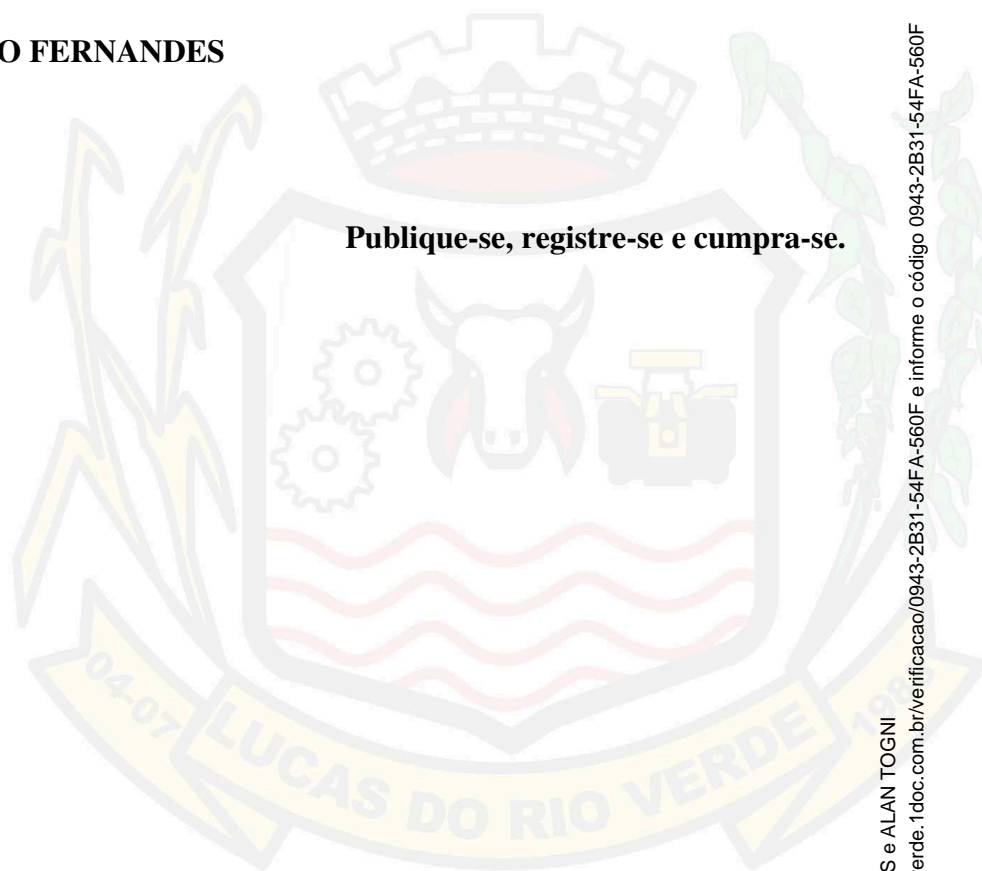 O FERNANDES
Publique-se, registre-se e cumpra-se.
04-07 LUCAS DO RIO VERDE 1988
S e ALAN TOGNI
erde.1doc.com.br/verificacao/0943-2B31-54FA-560F e informe o código 0943-2B31-54FA-560F